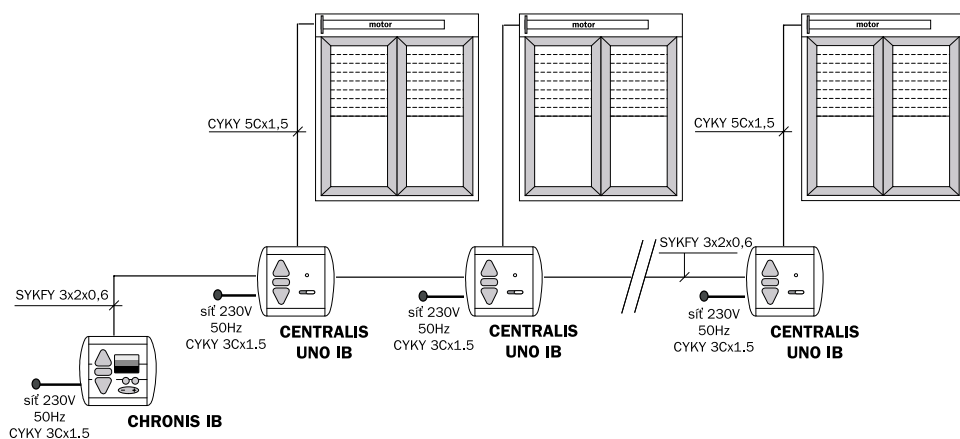 motor
motor
motor
CYKY 5Cx1,5
CYKY 5Cx1,5
SYKFY 3x2x0,6
SYKFY 3x2x0,6
síť 230V
50Hz
CYKY 3Cx1.5
CENTRALIS
UNO IB
síť 230V
50Hz
CYKY 3Cx1.5
CENTRALIS
UNO IB
síť 230V
50Hz
CYKY 3Cx1.5
CENTRALIS
UNO IB
síť 230V
50Hz
CYKY 3Cx1.5
CHRONIS IB